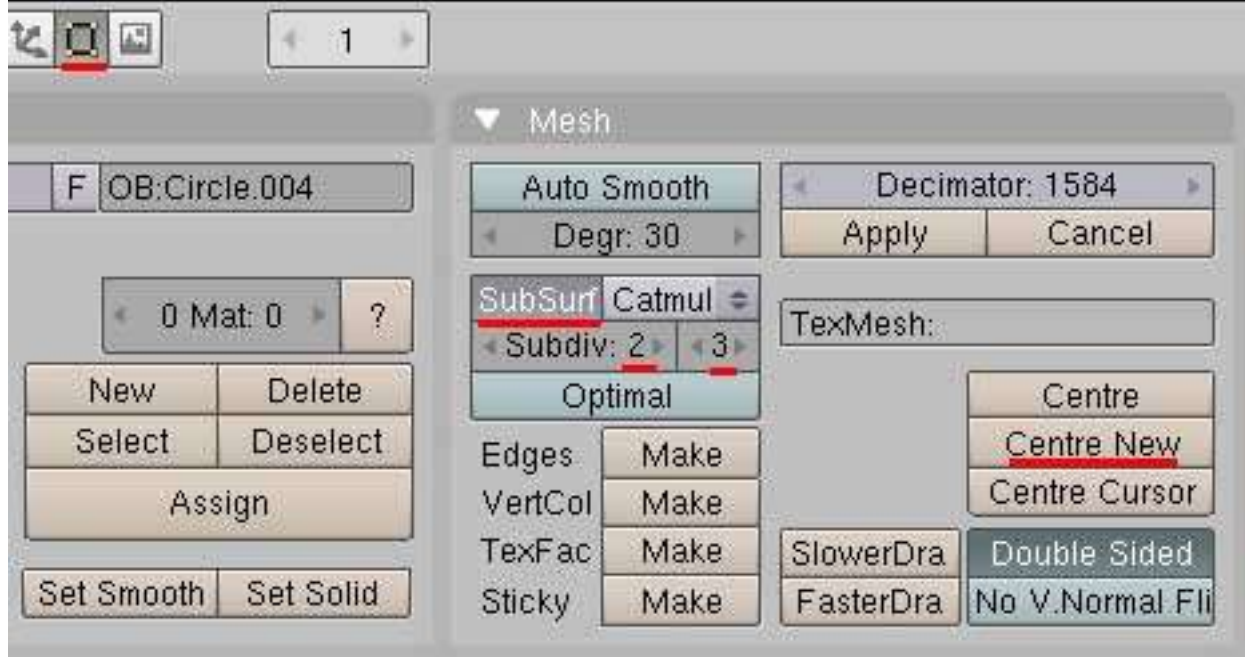 1
Mesh
F OB:Circle.004
Auto Smooth
Degr: 30
Decimator: 1584
Apply Cancel
0 Mat: 0 ?
SubSurf Catmul
Subdiv: 2 3
Optimal
TexMesh:
New Delete
Select Deselect
Assign
Centre
Centre New
Centre Cursor
Edges Make
VertCol Make
TexFac Make
Sticky Make
Set Smooth Set Solid
SlowerDra Double Sided
FasterDra No V.Normal Fli